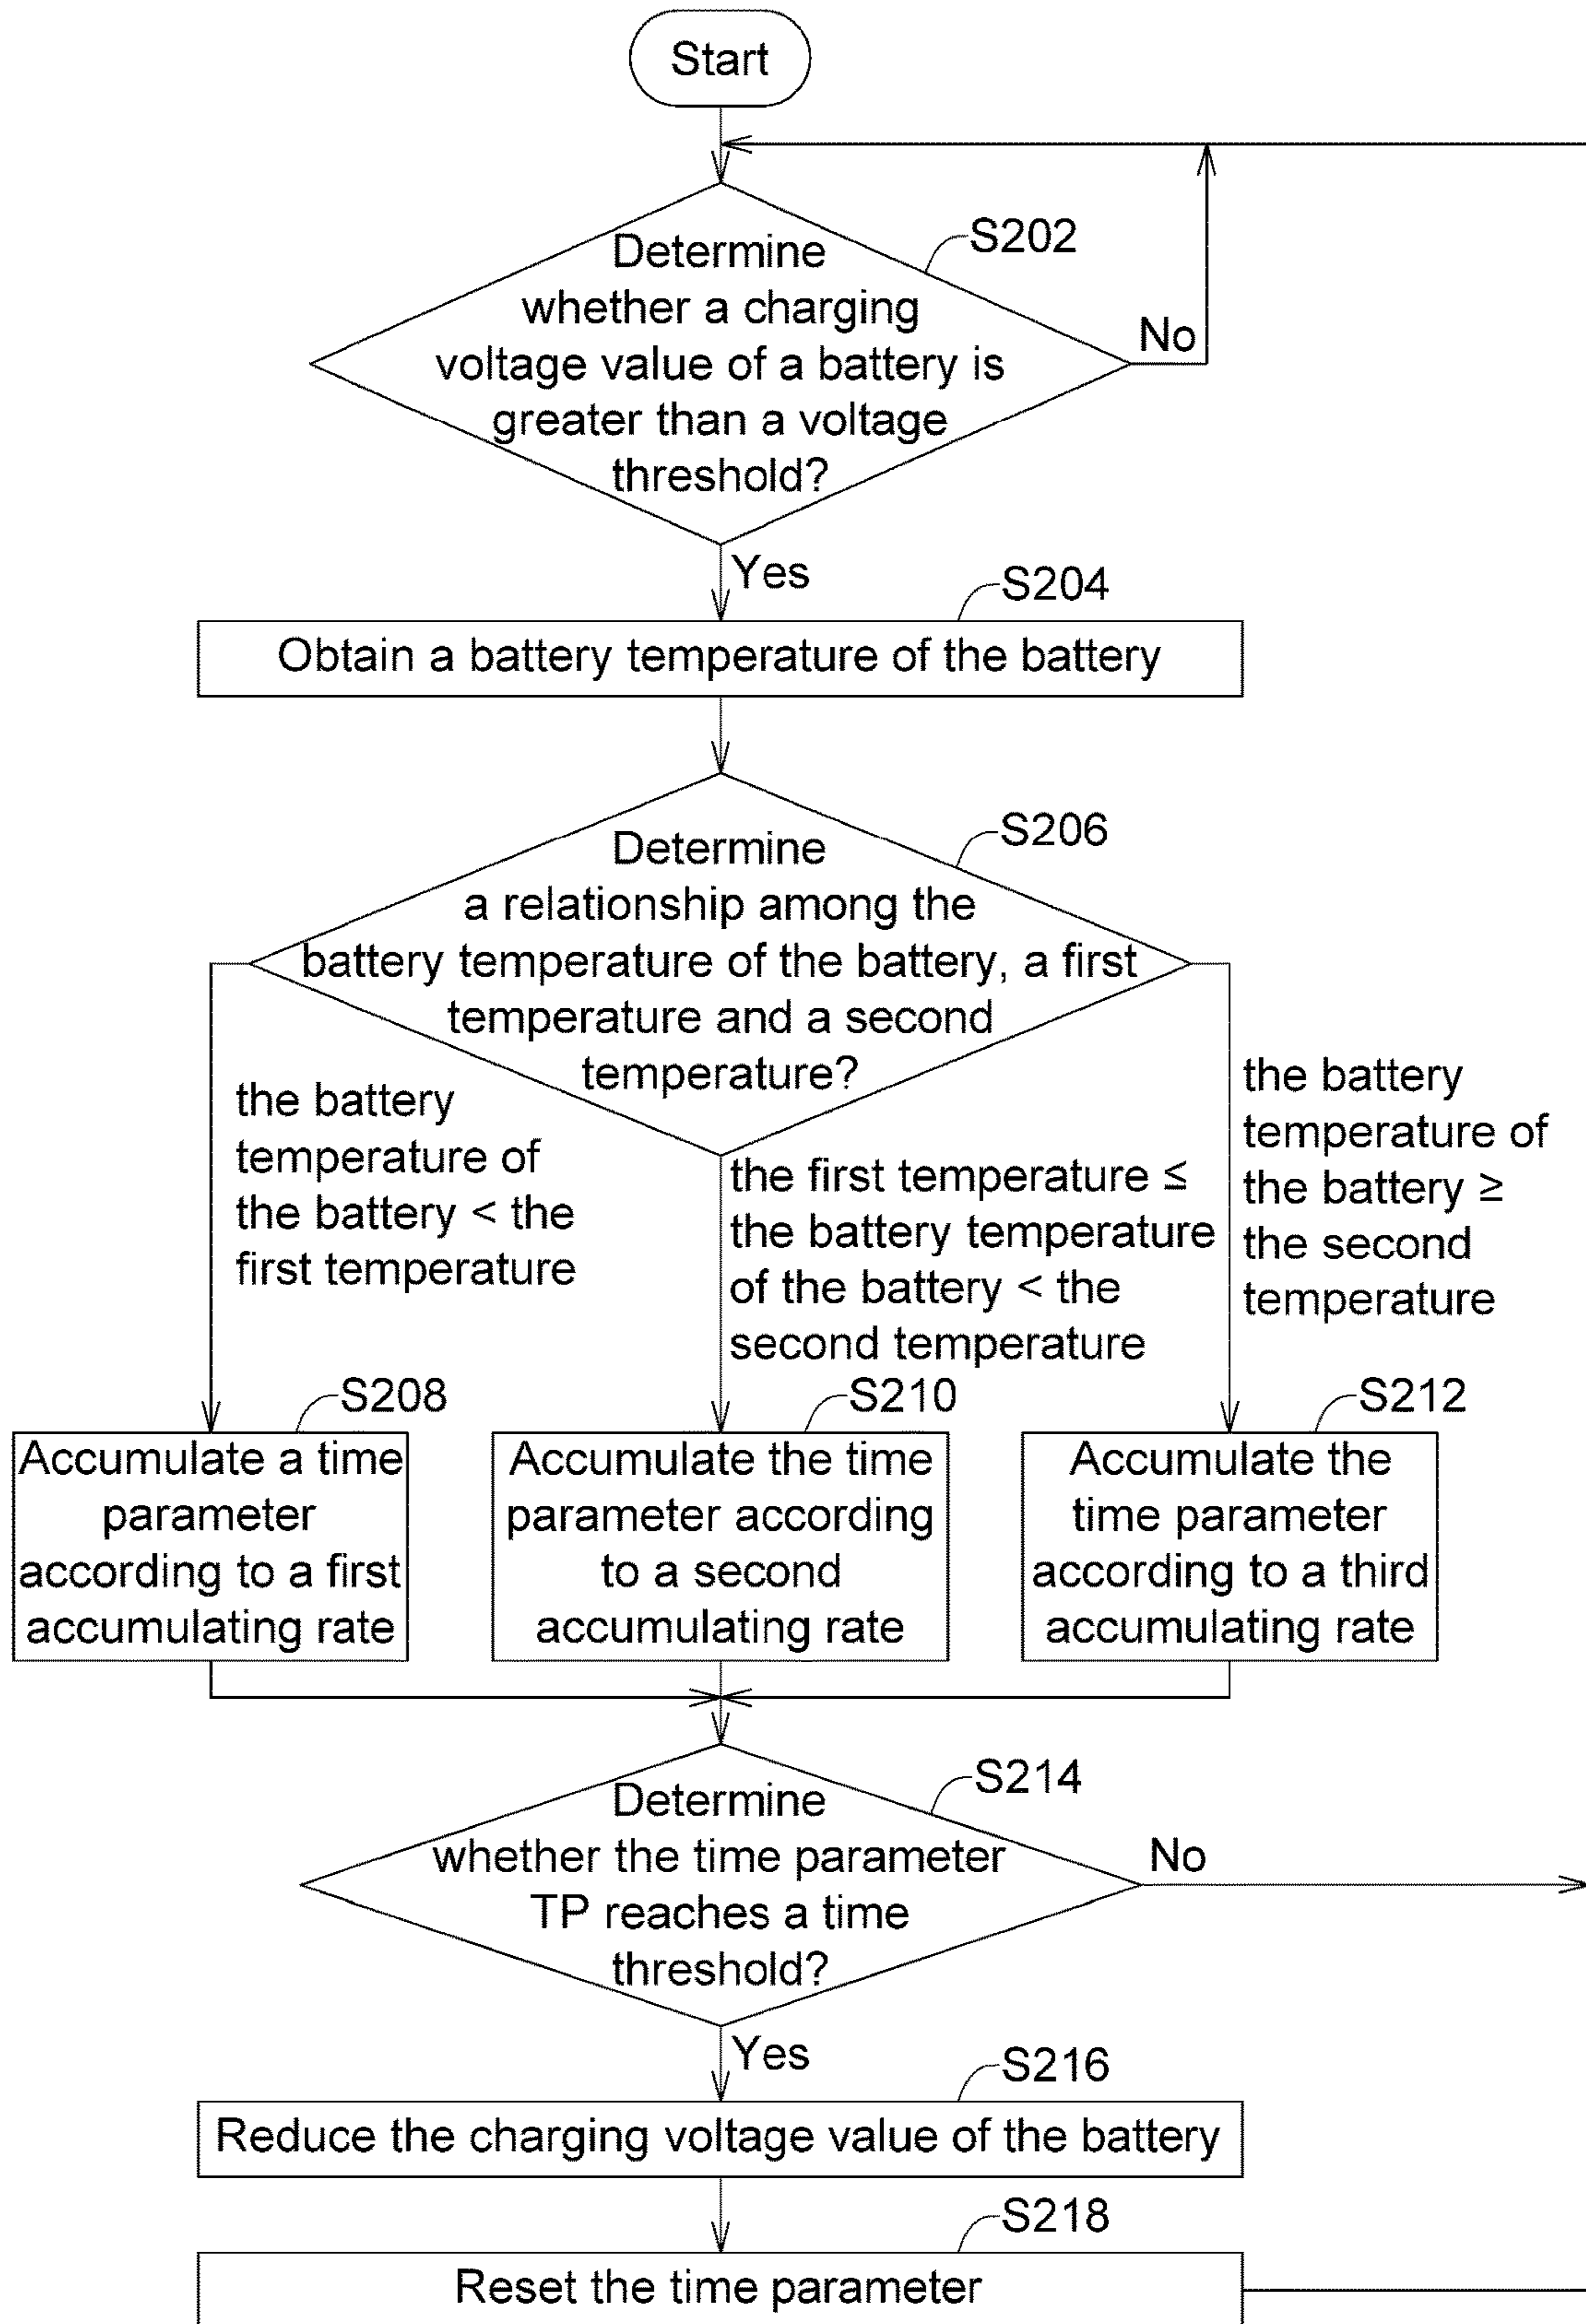 Start
S202
Determine
whether a charging
voltage value of a battery is
greater than a voltage
threshold?
No
Yes
S204
Obtain a battery temperature of the battery
S206
Determine
a relationship among the
battery temperature of the battery, a first
temperature and a second
temperature?
the battery
temperature of
the battery < the
first temperature
the first temperature ≤
the battery temperature
of the battery < the
second temperature
the battery
temperature of
the battery ≥
the second
temperature
S208
Accumulate a time
parameter
according to a first
accumulating rate
S210
Accumulate the time
parameter according
to a second
accumulating rate
S212
Accumulate the
time parameter
according to a third
accumulating rate
S214
Determine
whether the time parameter
TP reaches a time
threshold?
No
Yes
S216
Reduce the charging voltage value of the battery
S218
Reset the time parameter